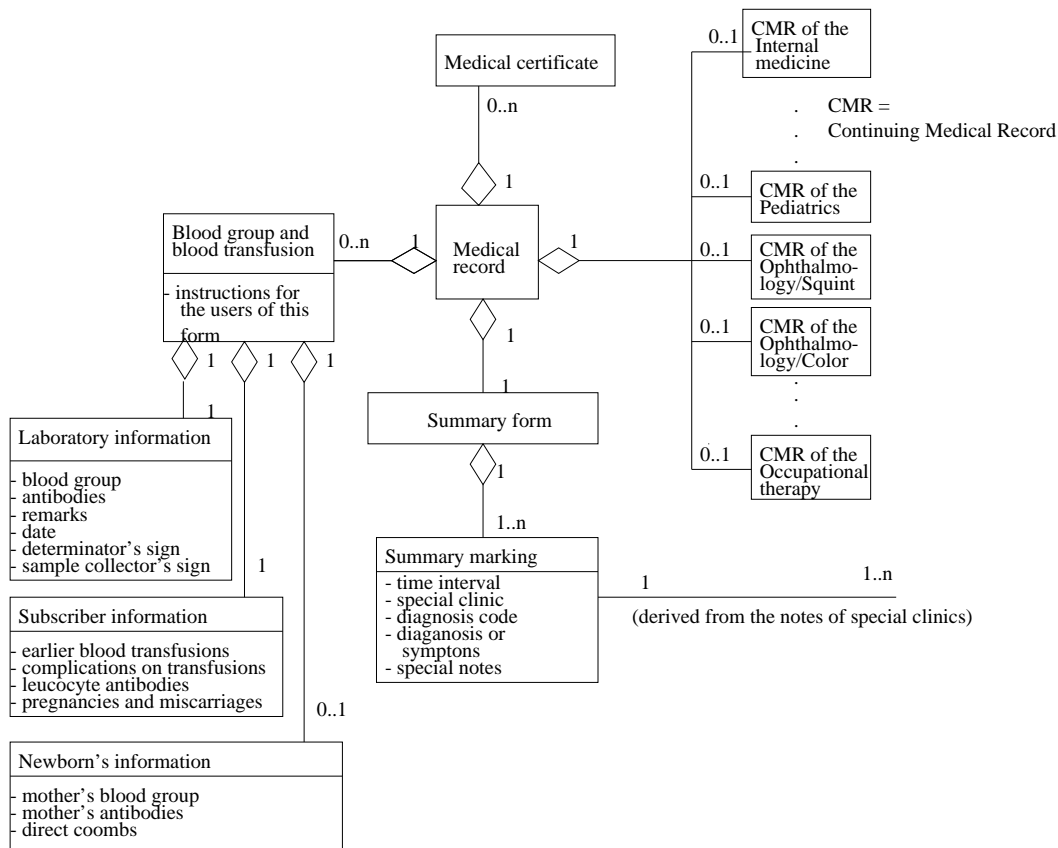 Medical certificate
0..n
1
Medical
record
CMR of the
Internal
medicine
0..1
. CMR =
. Continuing Medical Record
.
0..1
CMR of the
Pediatrics
0..1
CMR of the
Ophthalmo-
logy/Squint
0..1
CMR of the
Ophthalmo-
logy/Color
.
.
.
0..1
CMR of the
Occupational
therapy
1
Blood group and
blood transfusion
- instructions for
the users of this
form
0..n
1
1
1
1
1
Laboratory information
- blood group
- antibodies
- remarks
- date
- determinator's sign
- sample collector's sign
1
Subscriber information
- earlier blood transfusions
- complications on transfusions
- leucocyte antibodies
- pregnancies and miscarriages
0..1
Newborn's information
- mother's blood group
- mother's antibodies
- direct coombs
1
1
Summary form
1
1..n
Summary marking
- time interval
- special clinic
- diagnosis code
- diaganosis or
symptons
- special notes
1
1..n
(derived from the notes of special clinics)